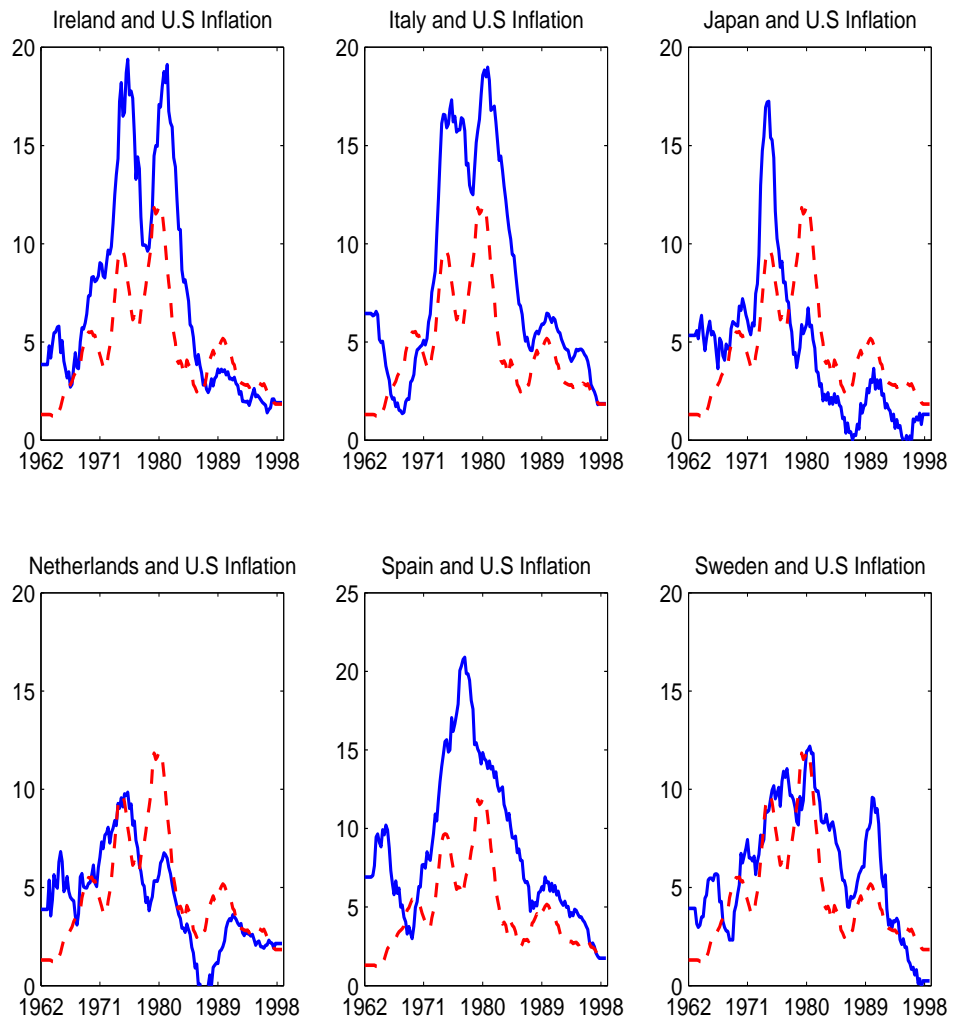 Ireland and U.S Inflation
20
15
10
5
0
1962 1971 1980 1989 1998
Italy and U.S Inflation
20
15
10
5
0
1962 1971 1980 1989 1998
Japan and U.S Inflation
20
15
10
5
0
1962 1971 1980 1989 1998
Netherlands and U.S Inflation
20
15
10
5
0
1962 1971 1980 1989 1998
Spain and U.S Inflation
25
20
15
10
5
0
1962 1971 1980 1989 1998
Sweden and U.S Inflation
20
15
10
5
0
1962 1971 1980 1989 1998